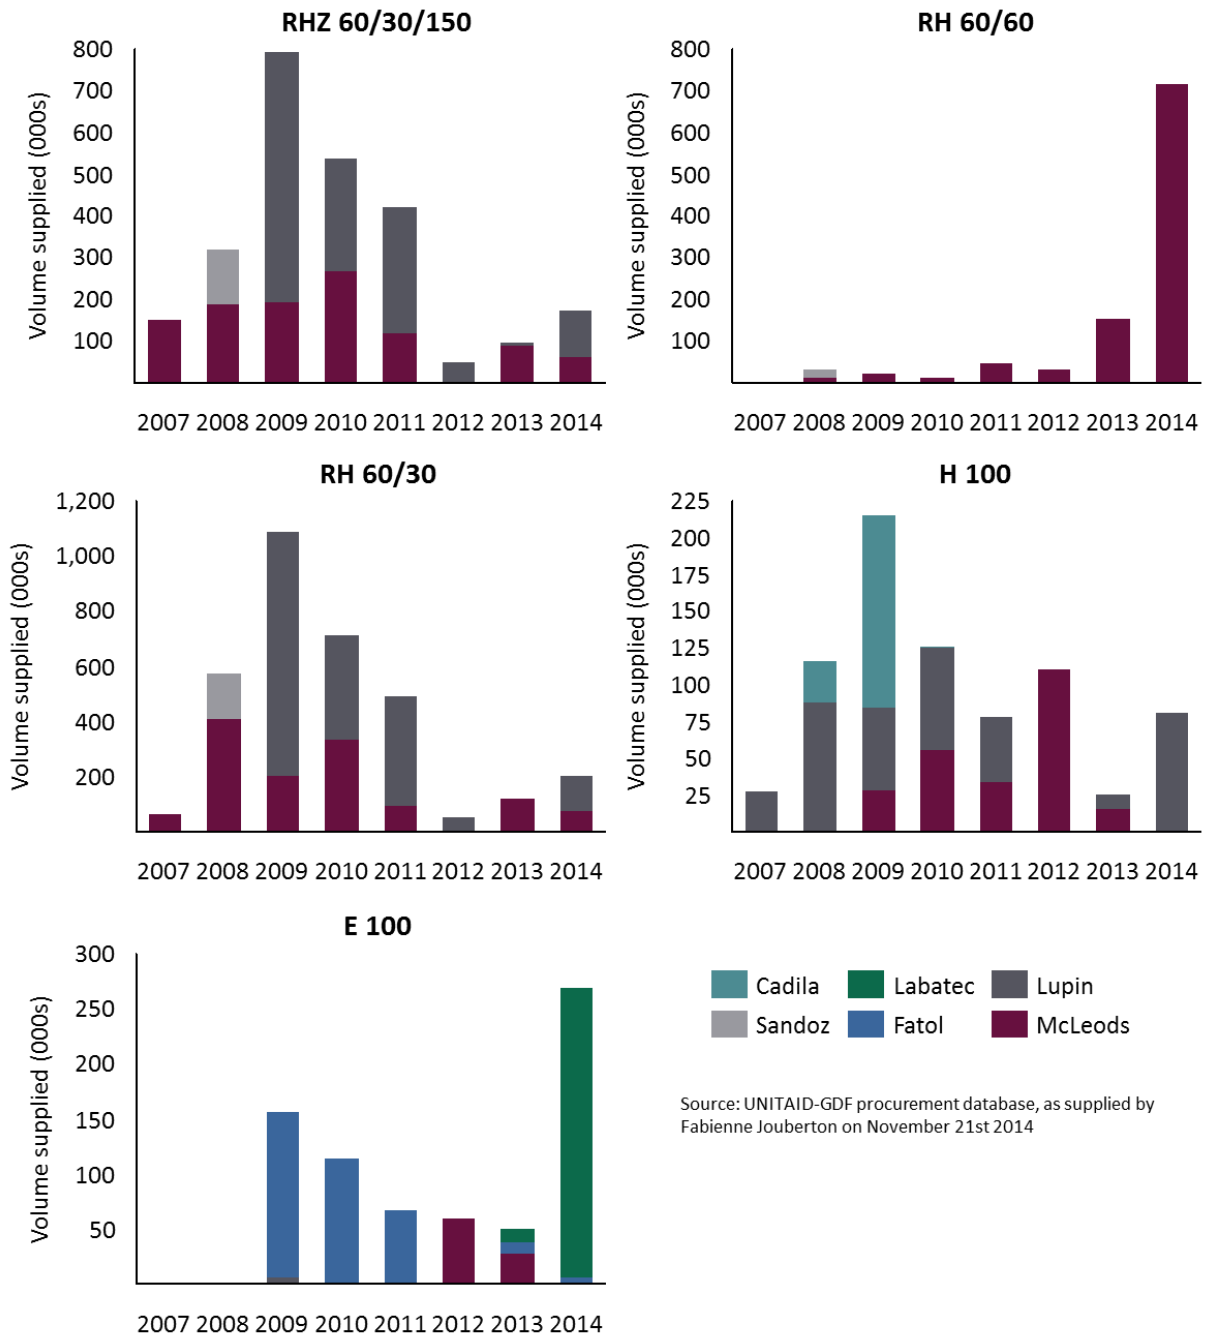 RHZ 60/30/150
Volume supplied (000s)
800
700
600
500
400
300
200
100
2007 2008 2009 2010 2011 2012 2013 2014
RH 60/60
Volume supplied (000s)
800
700
600
500
400
300
200
100
2007 2008 2009 2010 2011 2012 2013 2014
RH 60/30
Volume supplied (000s)
1,200
1,000
800
600
400
200
2007 2008 2009 2010 2011 2012 2013 2014
H 100
Volume supplied (000s)
225
200
175
150
125
100
75
50
25
2007 2008 2009 2010 2011 2012 2013 2014
E 100
Volume supplied (000s)
300
250
200
150
100
50
2007 2008 2009 2010 2011 2012 2013 2014
Cadila Labatec Lupin
Sandoz Fatol McLeods
Source: UNITAID-GDF procurement database, as supplied by
Fabienne Jouberton on November 21st 2014